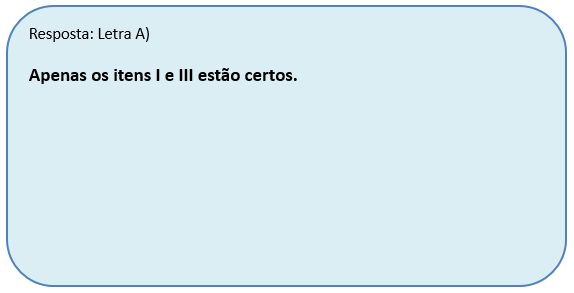 Resposta: Letra A)
Apenas os itens I e III estão certos.